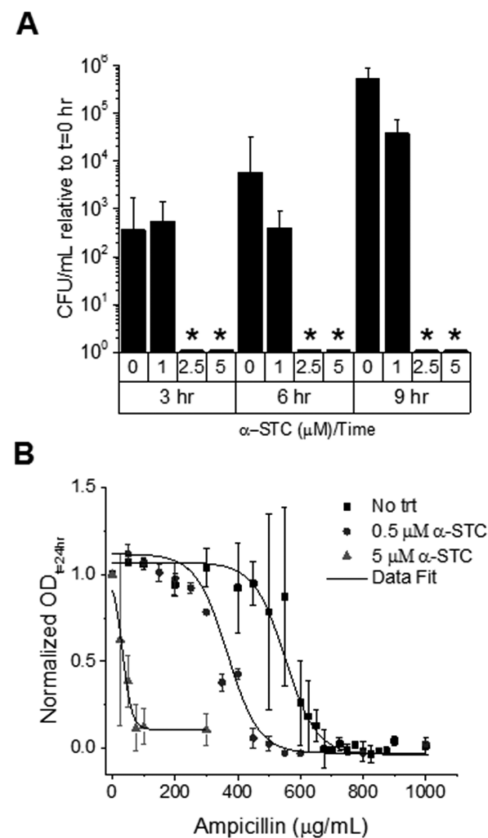 A
CFU/mL relative to t=0 hr
10⁶
10⁵
10⁴
10³
10²
10¹
10⁰
* * * * * *
0 1 2.5 5 0 1 2.5 5 0 1 2.5 5
3 hr 6 hr 9 hr
α–STC (μM)/Time
B
Normalized OD t=24hr
1.5
1.0
0.5
0.0
No trt
0.5 μM α-STC
5 μM α-STC
Data Fit
0 200 400 600 800 1000
Ampicillin (μg/mL)